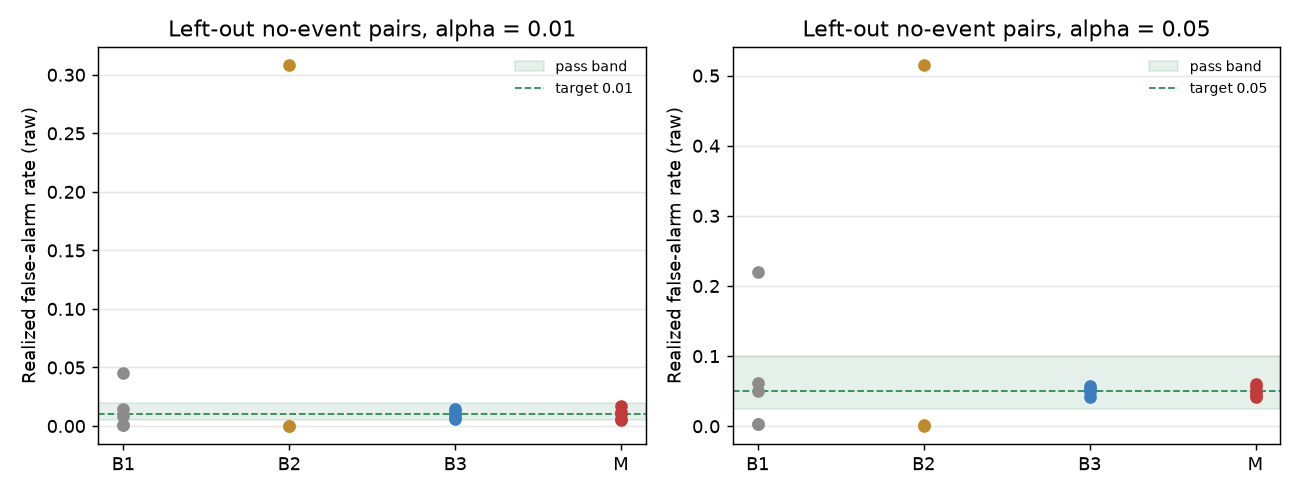 Left-out no-event pairs, alpha = 0.01
Realized false-alarm rate (raw)
0.30
0.25
0.20
0.15
0.10
0.05
0.00
pass band
target 0.01
B1 B2 B3 M
Left-out no-event pairs, alpha = 0.05
Realized false-alarm rate (raw)
0.5
0.4
0.3
0.2
0.1
0.0
pass band
target 0.05
B1 B2 B3 M